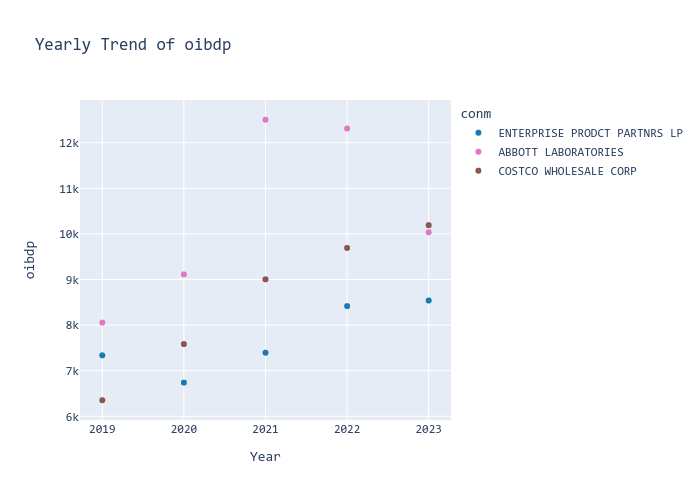 Yearly Trend of oibdp
conm
ENTERPRISE PRODCT PARTNRS LP
ABBOTT LABORATORIES
COSTCO WHOLESALE CORP
oibdp
12k
11k
10k
9k
8k
7k
6k
2019 2020 2021 2022 2023
Year